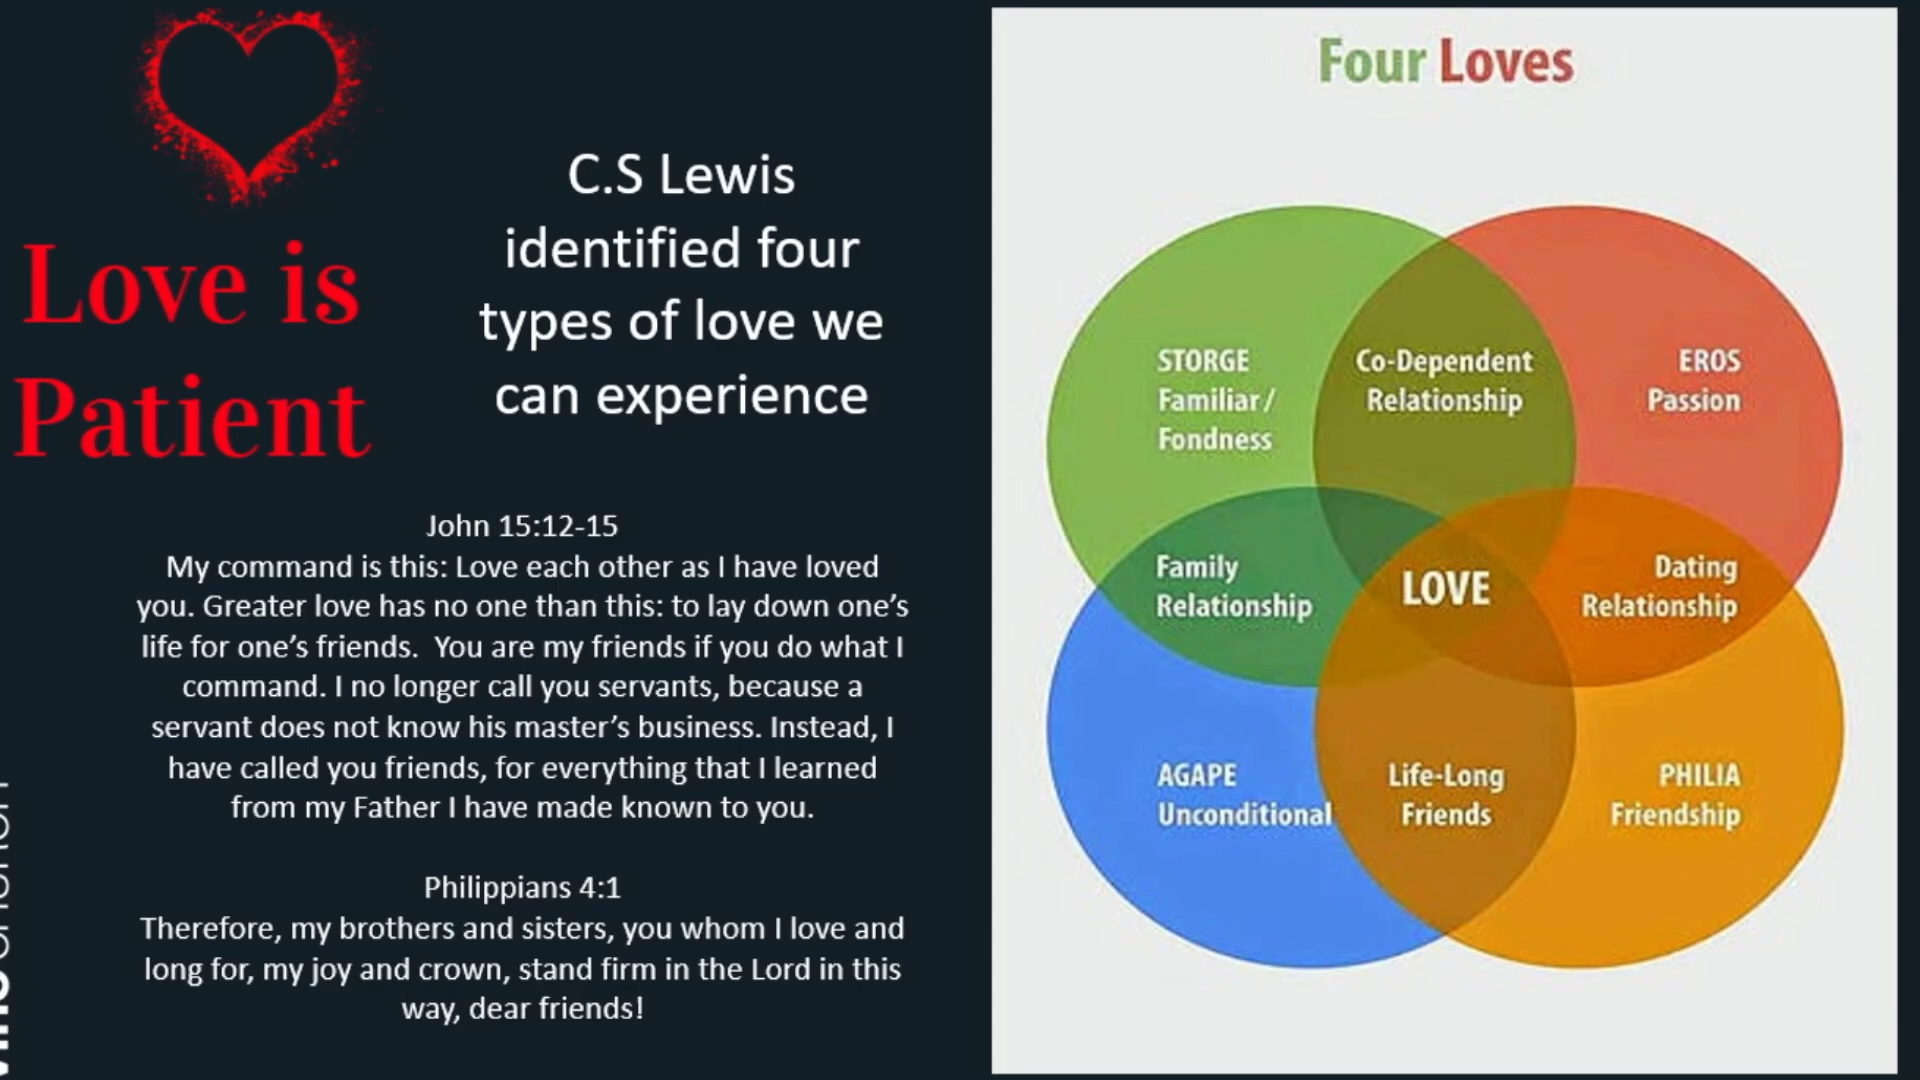 Love is
Patient
C.S Lewis
identified four
types of love we
can experience
John 15:12-15
My command is this: Love each other as I have loved
you. Greater love has no one than this: to lay down one’s
life for one’s friends.  You are my friends if you do what I
command. I no longer call you servants, because a
servant does not know his master’s business. Instead, I
have called you friends, for everything that I learned
from my Father I have made known to you.
Philippians 4:1
Therefore, my brothers and sisters, you whom I love and
long for, my joy and crown, stand firm in the Lord in this
way, dear friends!
Four Loves
STORGE
Familiar/
Fondness
Co-Dependent
Relationship
EROS
Passion
Family
Relationship
LOVE
Dating
Relationship
AGAPE
Unconditional
Life-Long
Friends
PHILIA
Friendship